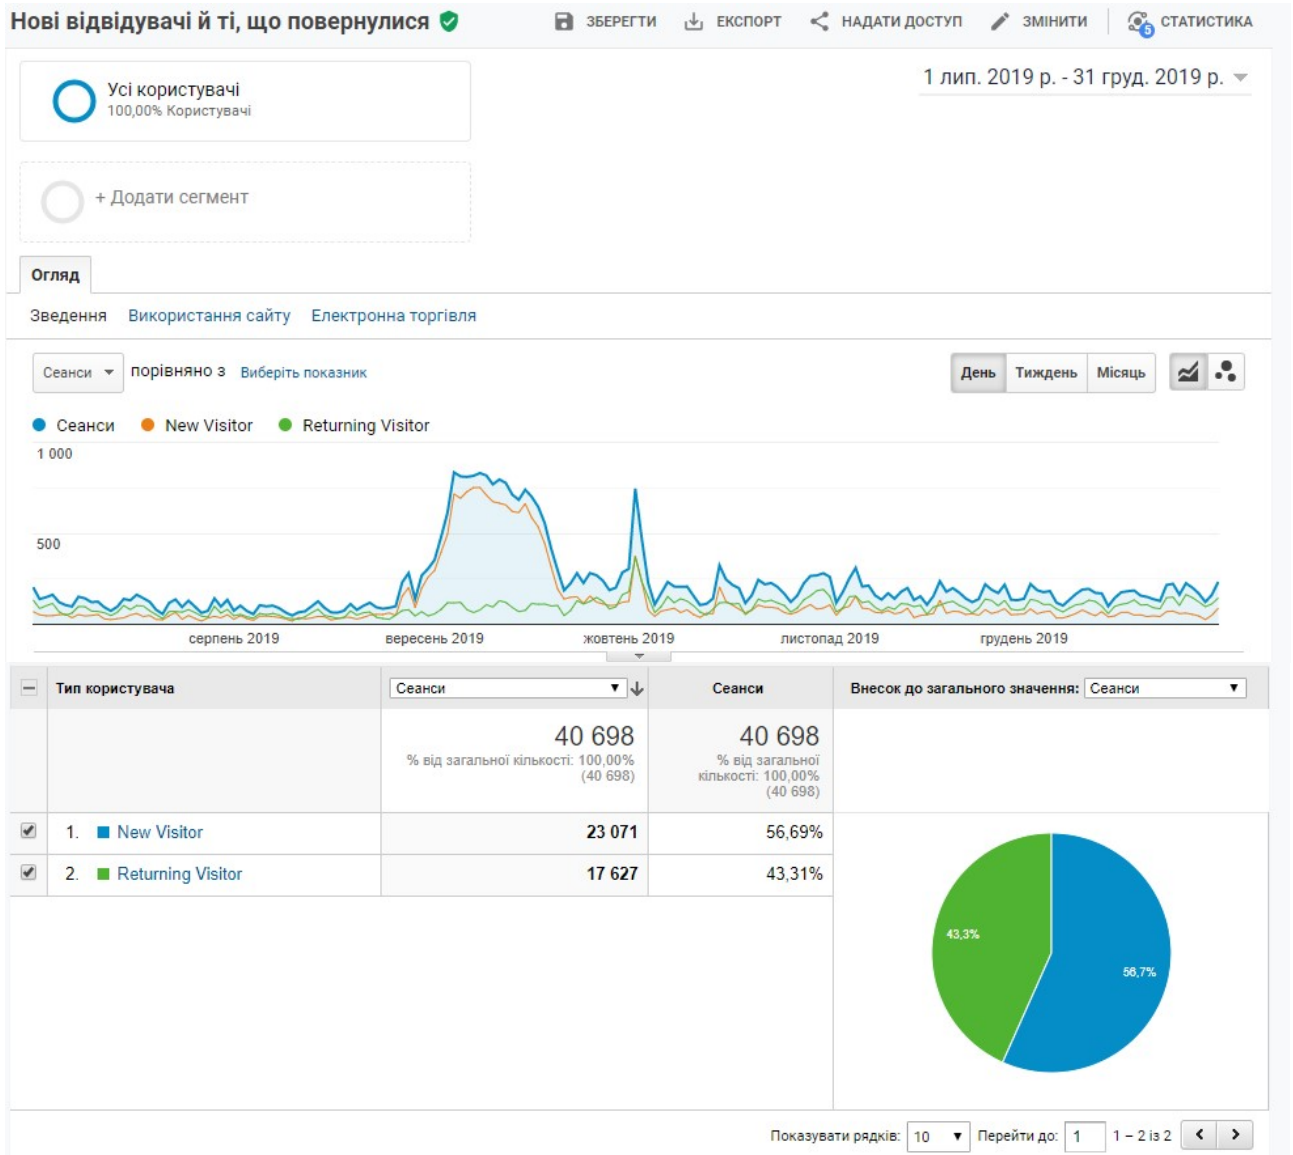 Нові відвідувачі й ті, що повернулися
ЗБЕРЕГТИ ЕКСПОРТ НАДАТИ ДОСТУП ЗМІНИТИ 5 СТАТИСТИКА
Усі користувачі
100,00% Користувачі
1 лип. 2019 р. - 31 груд. 2019 р.
+ Додати сегмент
Огляд
Зведення Використання сайту Електронна торгівля
Сеанси порівняно з Виберіть показник День Тиждень Місяць
Сеанси New Visitor Returning Visitor
1 000
500
серпень 2019 вересень 2019 жовтень 2019 листопад 2019 грудень 2019
Тип користувача Сеанси Сеанси Внесок до загального значення: Сеанси
40 698 40 698
% від загальної кількості: 100,00%
(40 698)
% від загальної
кількості: 100,00%
(40 698)
1. New Visitor 23 071 56,69%
2. Returning Visitor 17 627 43,31%
43,3%
56,7%
Показувати рядків: 10 Перейти до: 1 1 – 2 із 2